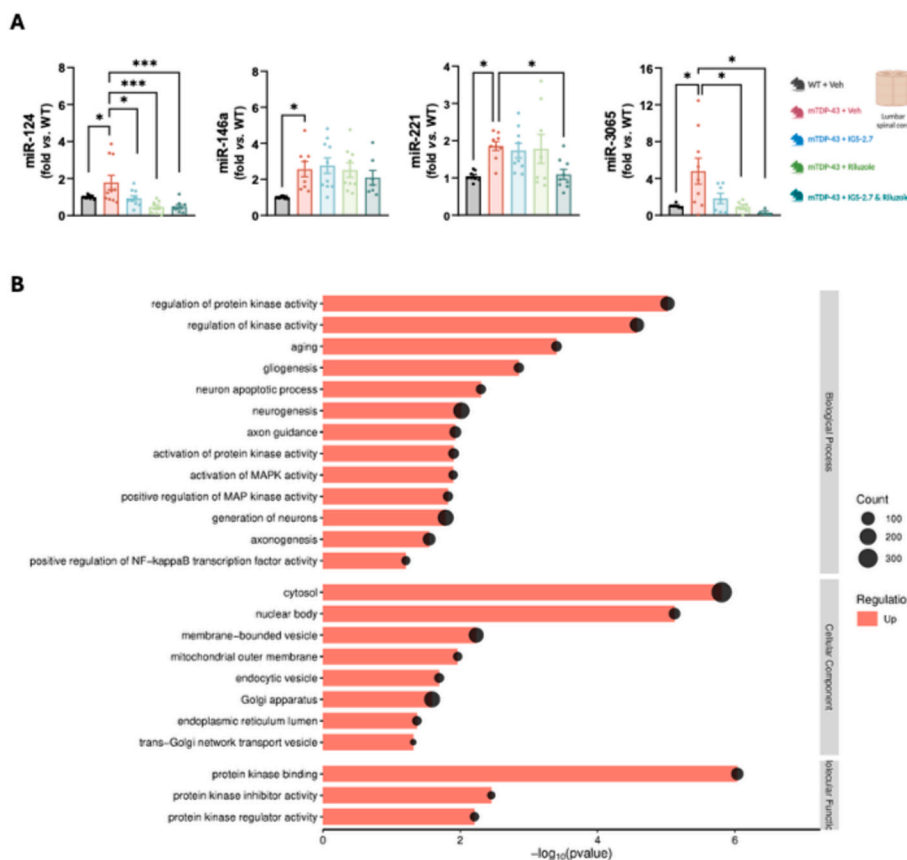 A
miR-124
(fold vs. WT)
8
6
4
2
0
*
*
***
***
miR-146a
(fold vs. WT)
8
6
4
2
0
*
miR-221
(fold vs. WT)
4
3
2
1
0
*
*
miR-3065
(fold vs. WT)
16
12
8
4
0
*
*
*
WT + Veh
mTDP-43 + Veh
mTDP-43 + IGS-2.7
mTDP-43 + Riluzole
mTDP-43 + IGS-2.7 & Riluzole
Lumbar
spinal cord
B
regulation of protein kinase activity
regulation of kinase activity
aging
gliogenesis
neuron apoptotic process
neurogenesis
axon guidance
activation of protein kinase activity
activation of MAPK activity
positive regulation of MAP kinase activity
generation of neurons
axonogenesis
positive regulation of NF-kappaB transcription factor activity
Biological Process
cytosol
nuclear body
membrane-bounded vesicle
mitochondrial outer membrane
endocytic vesicle
Golgi apparatus
endoplasmic reticulum lumen
trans-Golgi network transport vesicle
Cellular Component
protein kinase binding
protein kinase inhibitor activity
protein kinase regulator activity
olecular Functio
0 2 4 6
−log10(pvalue)
Count
100
200
300
Regulation
Up